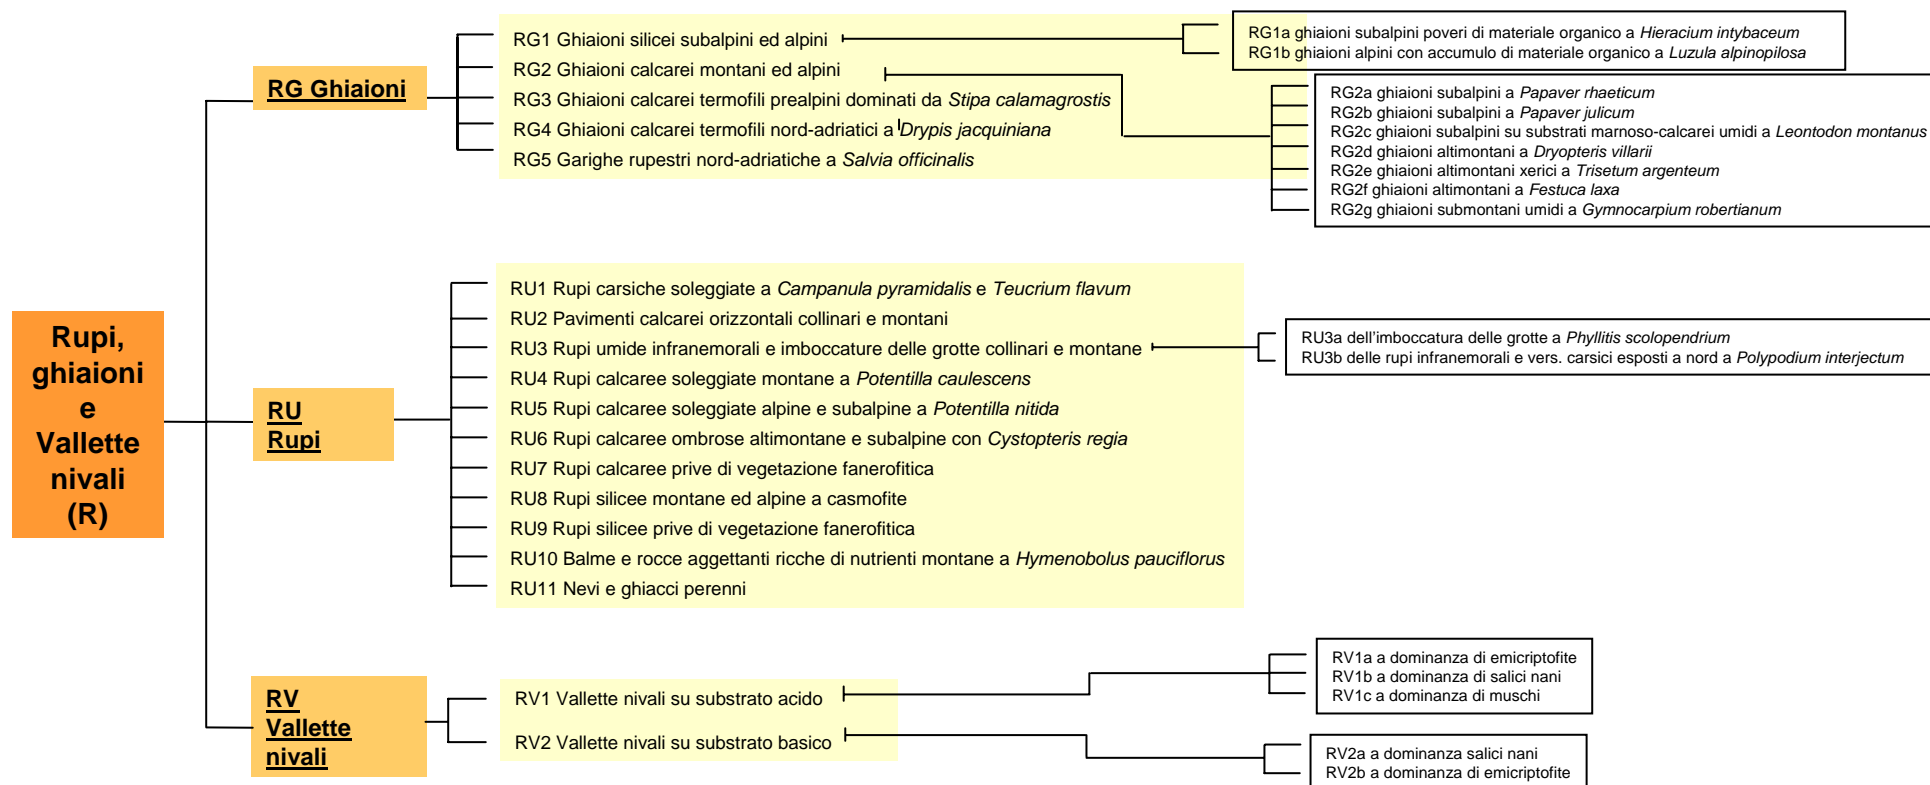 Rupi,
ghiaioni
e
Vallette
nivali
(R)
RG Ghiaioni
RG1 Ghiaioni silicei subalpini ed alpini
RG2 Ghiaioni calcarei montani ed alpini
RG3 Ghiaioni calcarei termofili prealpini dominati da Stipa calamagrostis
RG4 Ghiaioni calcarei termofili nord-adriatici a Drypis jacquiniana
RG5 Garighe rupestri nord-adriatiche a Salvia officinalis
RG1a ghiaioni subalpini poveri di materiale organico a Hieracium intybaceum
RG1b ghiaioni alpini con accumulo di materiale organico a Luzula alpinopilosa
RG2a ghiaioni subalpini a Papaver rhaeticum
RG2b ghiaioni subalpini a Papaver julicum
RG2c ghiaioni subalpini su substrati marnoso-calcarei umidi a Leontodon montanus
RG2d ghiaioni altimontani a Dryopteris villarii
RG2e ghiaioni altimontani xerici a Trisetum argenteum
RG2f ghiaioni altimontani a Festuca laxa
RG2g ghiaioni submontani umidi a Gymnocarpium robertianum
RU
Rupi
RU1 Rupi carsiche soleggiate a Campanula pyramidalis e Teucrium flavum
RU2 Pavimenti calcarei orizzontali collinari e montani
RU3 Rupi umide infranemorali e imboccature delle grotte collinari e montane
RU4 Rupi calcaree soleggiate montane a Potentilla caulescens
RU5 Rupi calcaree soleggiate alpine e subalpine a Potentilla nitida
RU6 Rupi calcaree ombrose altimontane e subalpine con Cystopteris regia
RU7 Rupi calcaree prive di vegetazione fanerofitica
RU8 Rupi silicee montane ed alpine a casmofite
RU9 Rupi silicee prive di vegetazione fanerofitica
RU10 Balme e rocce aggettanti ricche di nutrienti montane a Hymenobolus pauciflorus
RU11 Nevi e ghiacci perenni
RU3a dell'imboccatura delle grotte a Phyllitis scolopendrium
RU3b delle rupi infranemorali e vers. carsici esposti a nord a Polypodium interjectum
RV
Vallette
nivali
RV1 Vallette nivali su substrato acido
RV2 Vallette nivali su substrato basico
RV1a a dominanza di emicriptofite
RV1b a dominanza di salici nani
RV1c a dominanza di muschi
RV2a a dominanza salici nani
RV2b a dominanza di emicriptofite